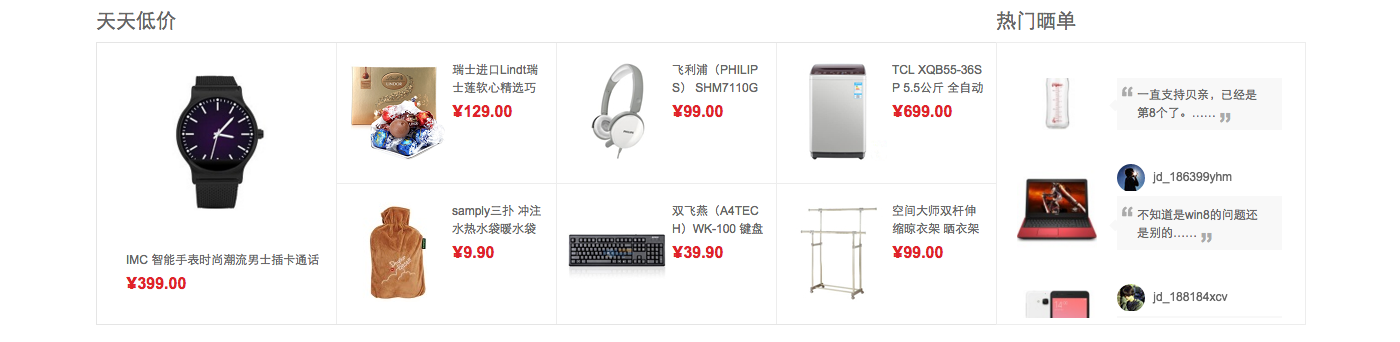 天天低价
热门晒单
IMC 智能手表时尚潮流男士插卡通话
¥399.00
瑞士进口Lindt瑞
士莲软心精选巧
¥129.00
飞利浦（PHILIP
S） SHM7110G
¥99.00
TCL XQB55-36S
P 5.5公斤 全自动
¥699.00
samply三扑 冲注
水热水袋暖水袋
¥9.90
双飞燕（A4TEC
H）WK-100 键盘
¥39.90
空间大师双杆伸
缩晾衣架 晒衣架
¥99.00
“ 一直支持贝亲，已经是
第8个了。…… ”
jd_186399yhm
“ 不知道是win8的问题还
是别的…… ”
jd_188184xcv